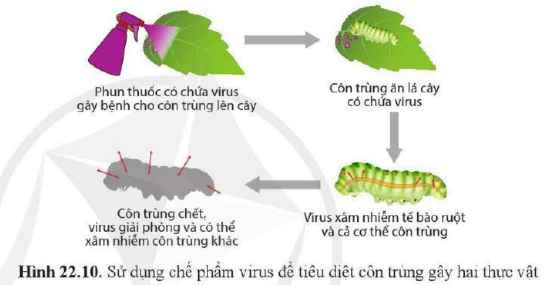 Phun thuốc có chứa virus
gây bệnh cho côn trùng lên cây
Côn trùng ăn lá cây
có chứa virus
Côn trùng chết,
virus giải phóng và có thể
xâm nhiễm côn trùng khác
Virus xâm nhiễm tế bào ruột
và cả cơ thể côn trùng
Hình 22.10. Sử dụng chế phẩm virus để tiêu diệt côn trùng gây hại thực vật